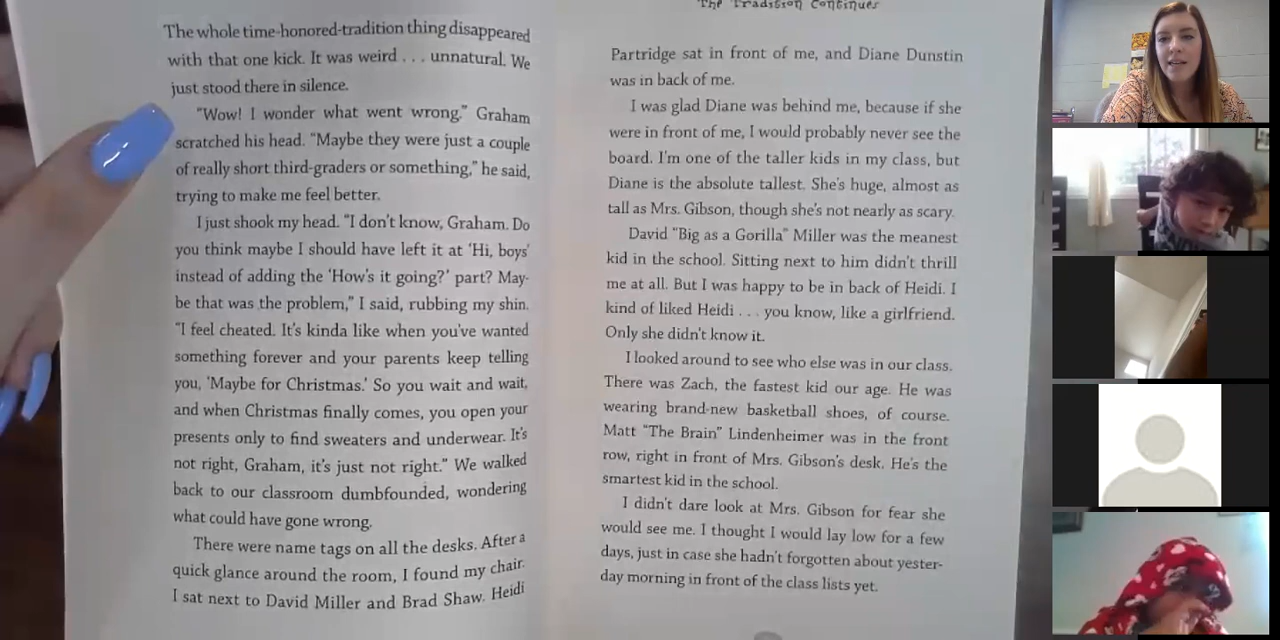 The whole time-honored-tradition thing disappeared
with that one kick. It was weird . . . unnatural. We
just stood there in silence.
"Wow! I wonder what went wrong." Graham
scratched his head. "Maybe they were just a couple
of really short third-graders or something," he said,
trying to make me feel better.
I just shook my head. "I don't know, Graham. Do
you think maybe I should have left it at 'Hi, boys'
instead of adding the 'How's it going?' part? May-
be that was the problem," I said, rubbing my shin.
"I feel cheated. It's kinda like when you've wanted
something forever and your parents keep telling
you, 'Maybe for Christmas.' So you wait and wait,
and when Christmas finally comes, you open your
presents only to find sweaters and underwear. It's
not right, Graham, it's just not right." We walked
back to our classroom dumbfounded, wondering
what could have gone wrong.
There were name tags on all the desks. After a
quick glance around the room, I found my chair.
I sat next to David Miller and Brad Shaw. Heidi
The Tradition Continues
Partridge sat in front of me, and Diane Dunstin
was in back of me.
I was glad Diane was behind me, because if she
were in front of me, I would probably never see the
board. I'm one of the taller kids in my class, but
Diane is the absolute tallest. She's huge, almost as
tall as Mrs. Gibson, though she's not nearly as scary.
David "Big as a Gorilla" Miller was the meanest
kid in the school. Sitting next to him didn't thrill
me at all. But I was happy to be in back of Heidi. I
kind of liked Heidi . . . you know, like a girlfriend.
Only she didn't know it.
I looked around to see who else was in our class.
There was Zach, the fastest kid our age. He was
wearing brand-new basketball shoes, of course.
Matt "The Brain" Lindenheimer was in the front
row, right in front of Mrs. Gibson's desk. He's the
smartest kid in the school.
I didn't dare look at Mrs. Gibson for fear she
would see me. I thought I would lay low for a few
days, just in case she hadn't forgotten about yester-
day morning in front of the class lists yet.